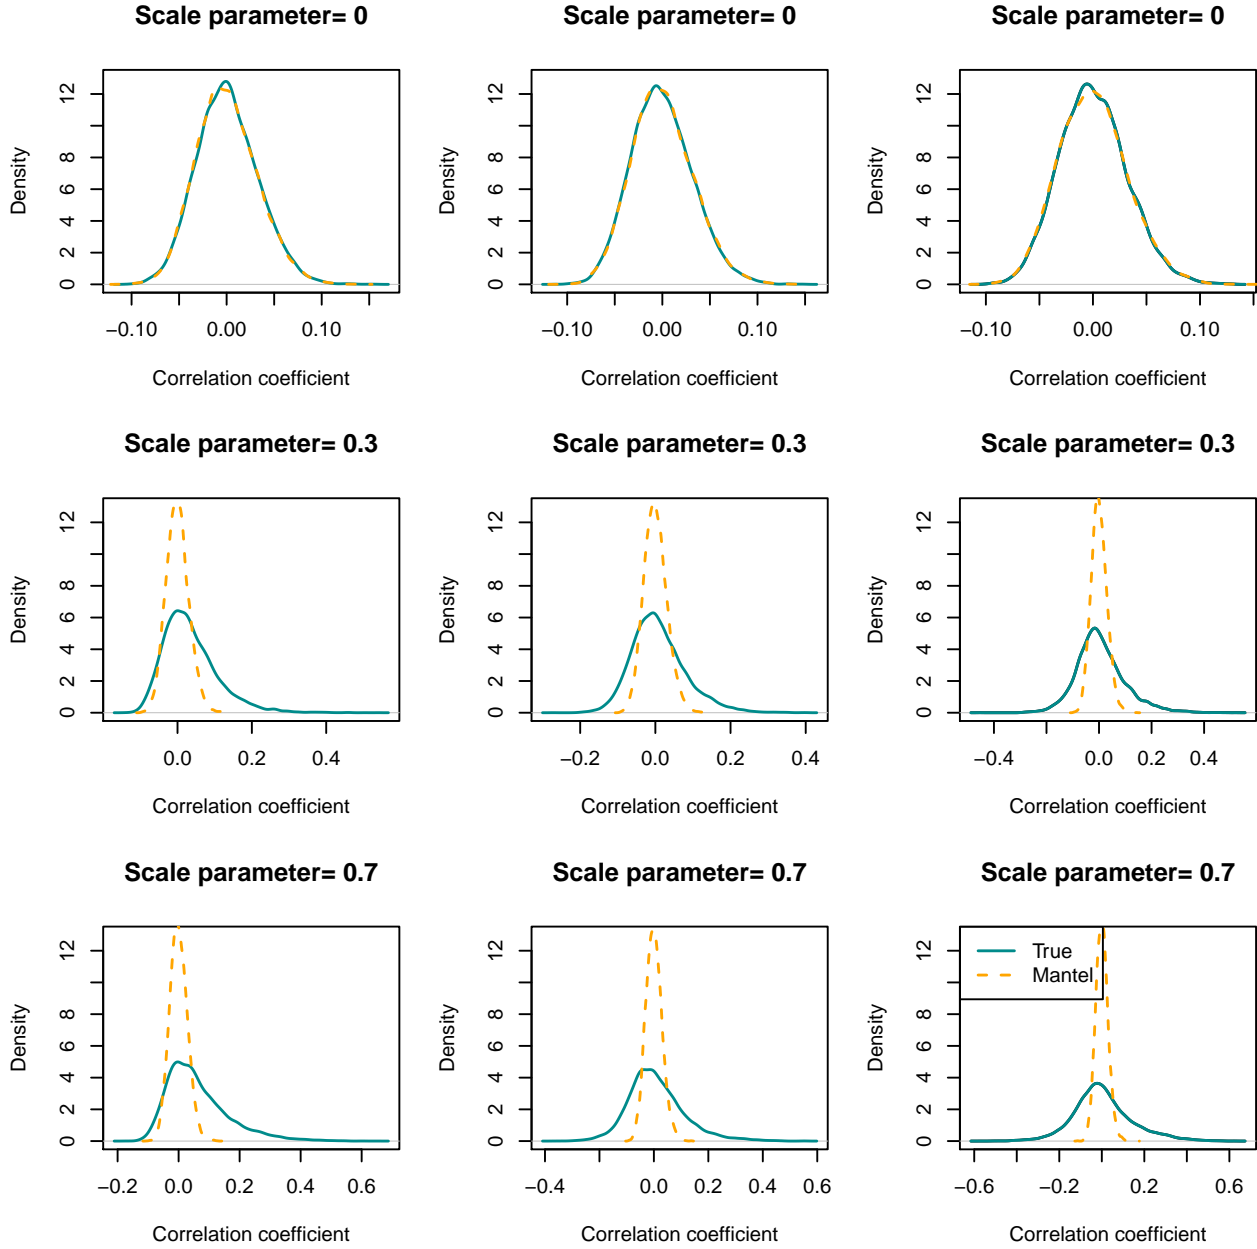 Scale parameter= 0
Density
0 2 4 6 8 12
−0.10 0.00 0.10
Correlation coefficient
Scale parameter= 0
Density
0 2 4 6 8 12
−0.10 0.00 0.10
Correlation coefficient
Scale parameter= 0
Density
0 2 4 6 8 12
−0.10 0.00 0.10
Correlation coefficient
Scale parameter= 0.3
Density
0 2 4 6 8 12
0.0 0.2 0.4
Correlation coefficient
Scale parameter= 0.3
Density
0 2 4 6 8 12
−0.2 0.0 0.2 0.4
Correlation coefficient
Scale parameter= 0.3
Density
0 2 4 6 8 12
−0.4 0.0 0.2 0.4
Correlation coefficient
Scale parameter= 0.7
Density
0 2 4 6 8 12
−0.2 0.0 0.2 0.4 0.6
Correlation coefficient
Scale parameter= 0.7
Density
0 2 4 6 8 12
−0.4 0.0 0.2 0.4 0.6
Correlation coefficient
Scale parameter= 0.7
True
Mantel
Density
0 2 4 6 8 12
−0.6 −0.2 0.2 0.6
Correlation coefficient